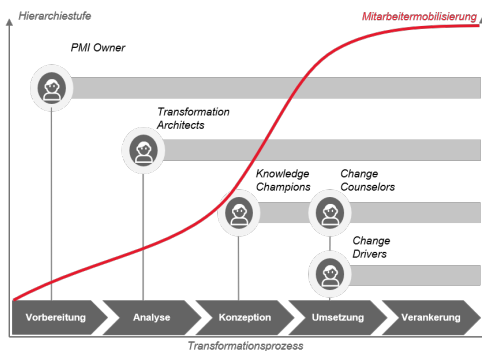 Hierarchiestufe
Mitarbeitermobilisierung
PMI Owner
Transformation
Architects
Knowledge
Champions
Change
Counselors
Change
Drivers
Vorbereitung
Analyse
Konzeption
Umsetzung
Verankerung
Transformationsprozess